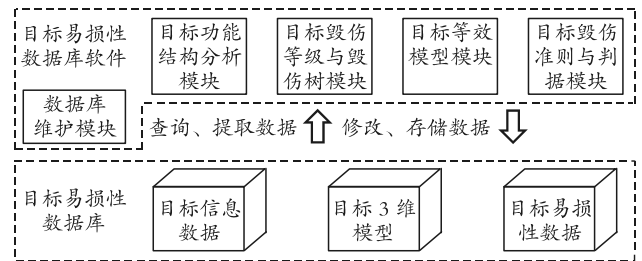 目标易损性
数据库软件
目标功能
结构分析
模块
目标毁伤
等级与毁
伤树模块
目标等效
模型模块
目标毁伤
准则与判
据模块
数据库
维护模块
查询、提取数据
修改、存储数据
目标易损性
数据库
目标信息
数据
目标3维
模型
目标易损
性数据